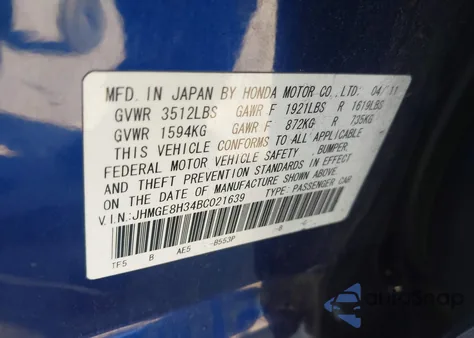 MFD. IN JAPAN BY HONDA MOTOR CO.,LTD. 04/11
GVWR 3512LBS GAWR F 1921LBS R 1619LBS
GVWR 1594KG GAWR F 872KG R 735KG
THIS VEHICLE CONFORMS TO ALL APPLICABLE
FEDERAL MOTOR VEHICLE SAFETY, BUMPER,
AND THEFT PREVENTION STANDARDS IN EFFECT
ON THE DATE OF MANUFACTURE SHOWN ABOVE.
V.I.N.:JHMGE8H34BC021639 TYPE:PASSENGER CAR
TF5 B AE5 B553P
autosnap